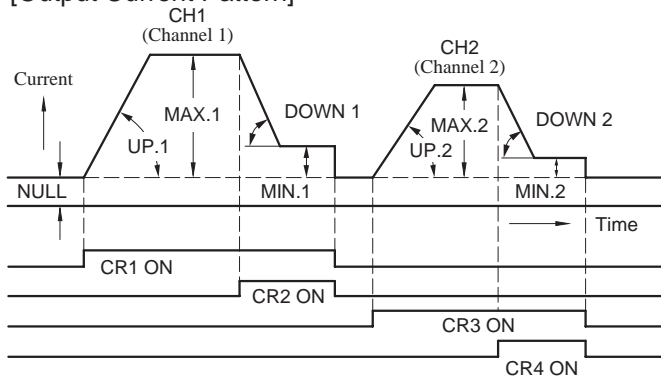 [Output Current Pattern]
CH1
(Channel 1)
CH2
(Channel 2)
Current
MAX.1
DOWN 1
UP.1
MAX.2
DOWN 2
UP.2
NULL
MIN.1
MIN.2
Time
CR1 ON
CR2 ON
CR3 ON
CR4 ON